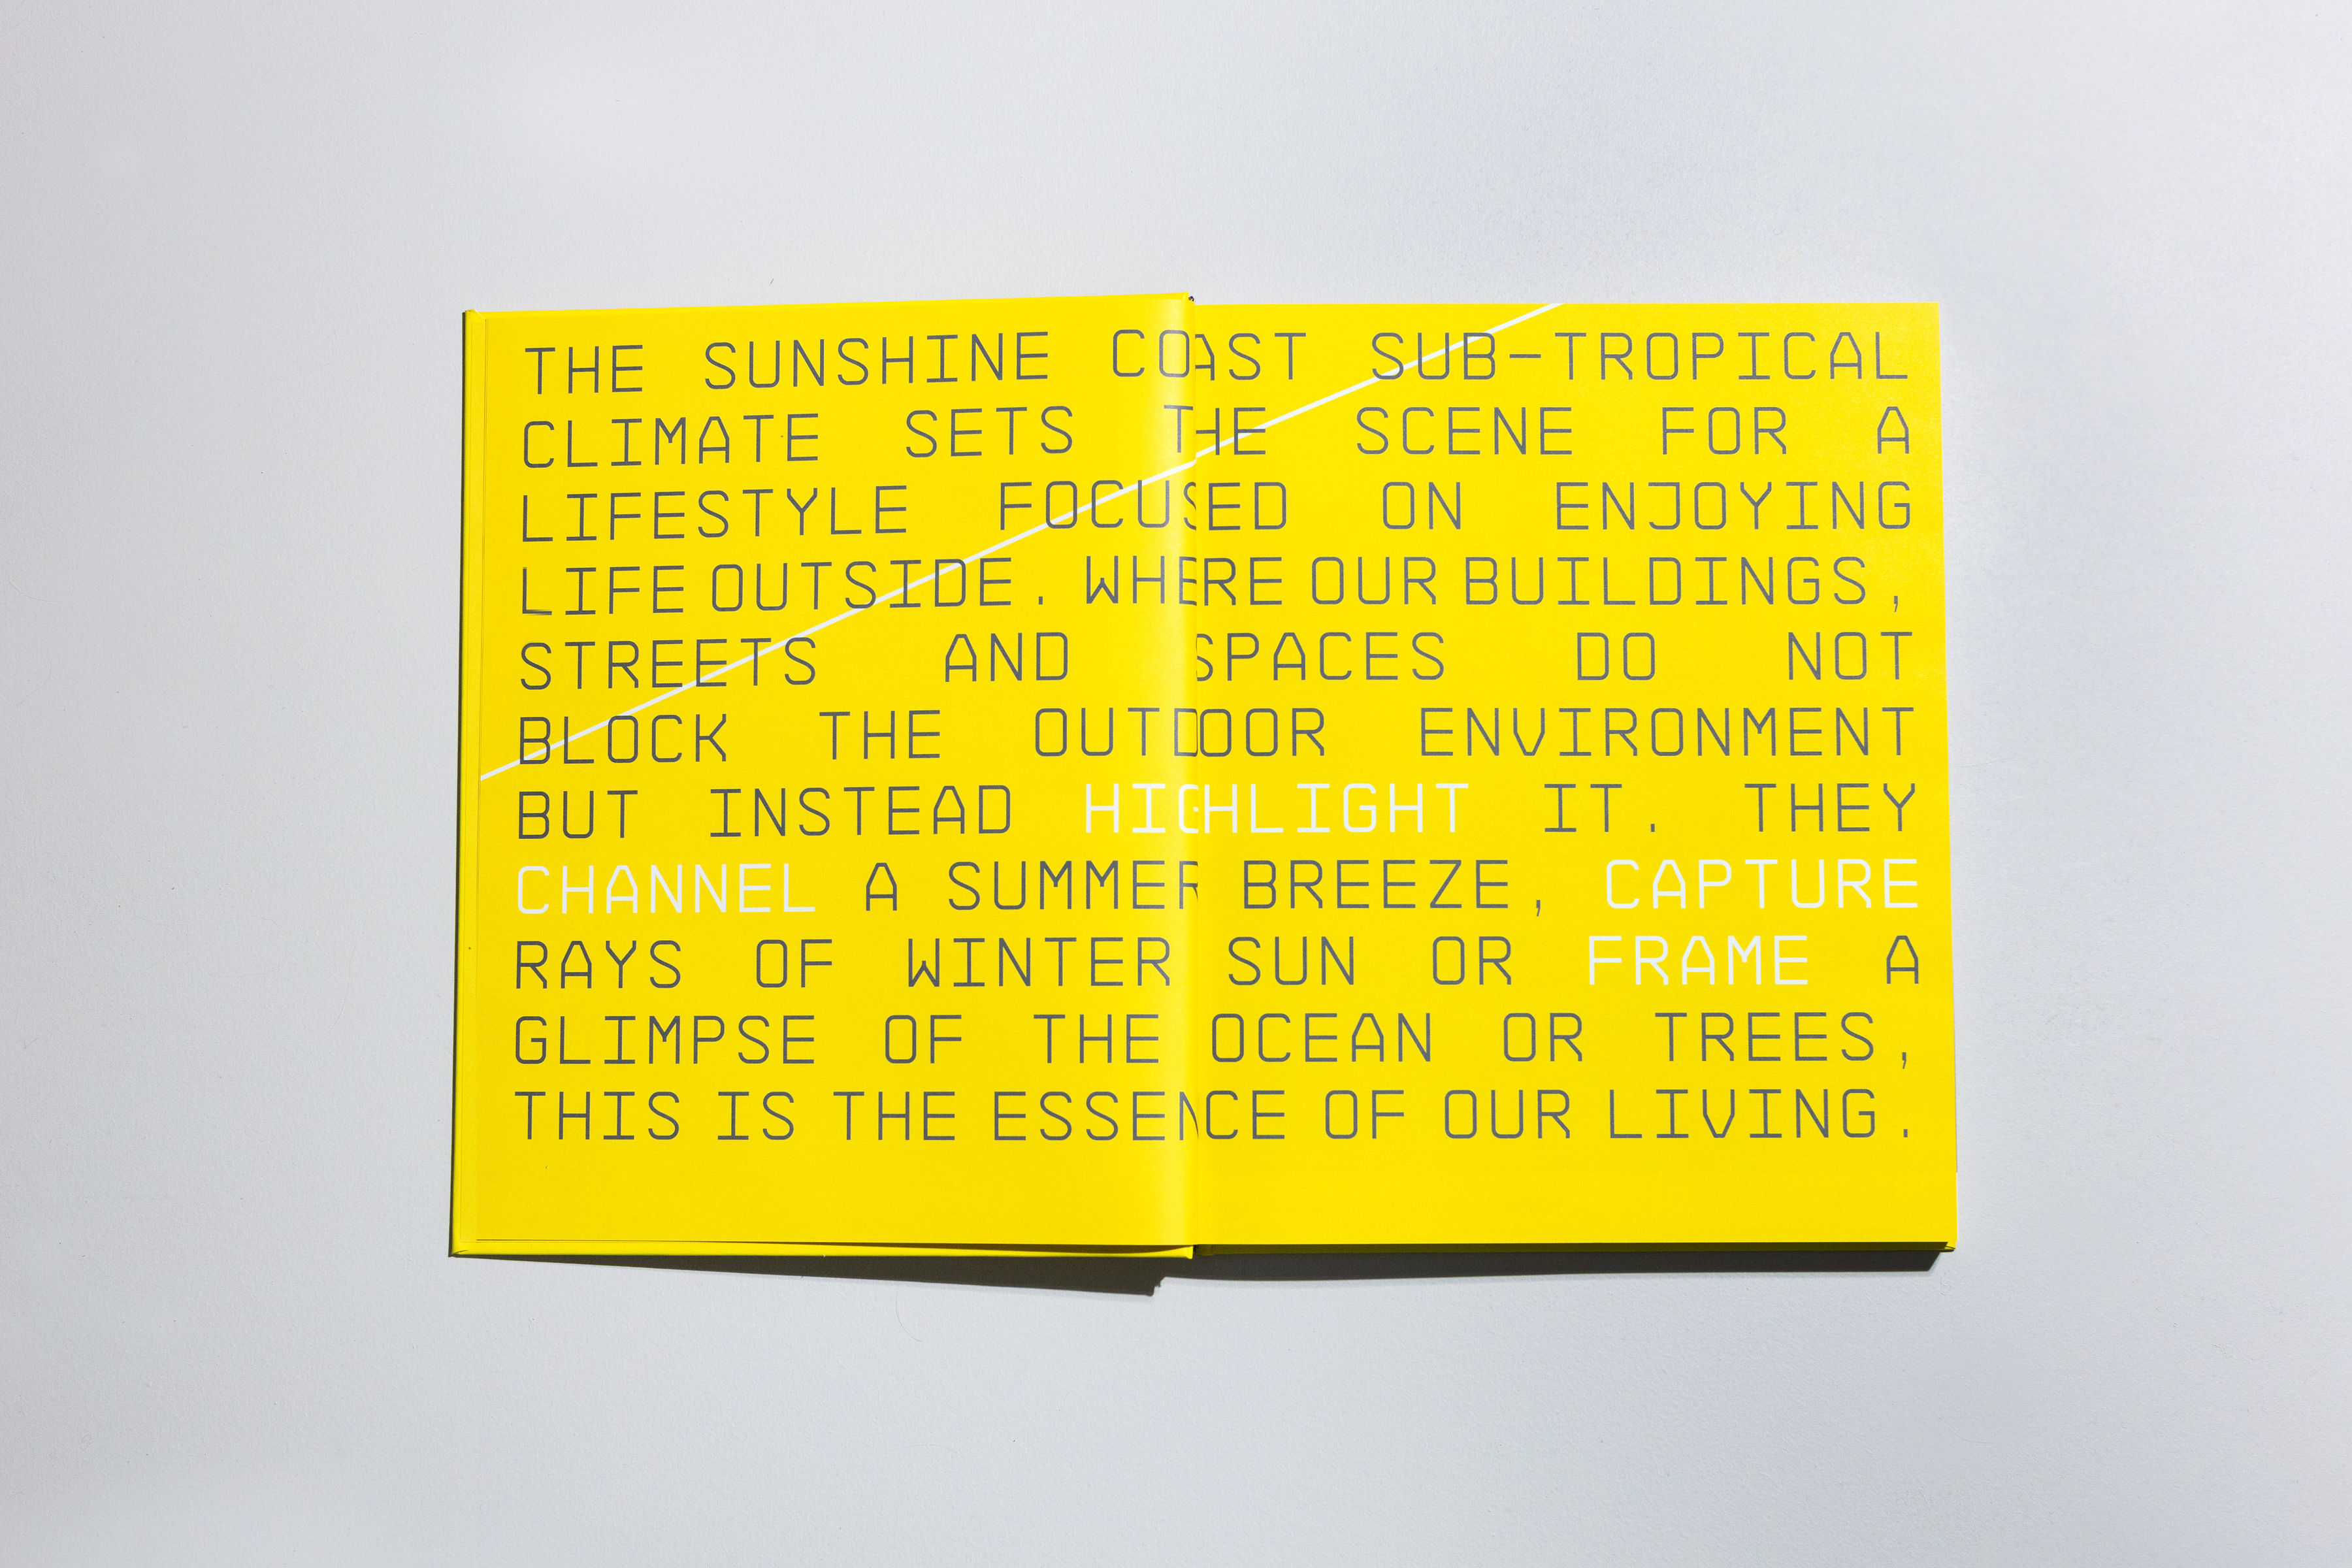 THE SUNSHINE COAST SUB-TROPICAL
CLIMATE SETS THE SCENE FOR A
LIFESTYLE FOCUSED ON ENJOYING
LIFE OUTSIDE. WHERE OUR BUILDINGS,
STREETS AND SPACES DO NOT
BLOCK THE OUTDOOR ENVIRONMENT
BUT INSTEAD HIGHLIGHT IT. THEY
CHANNEL A SUMMER BREEZE, CAPTURE
RAYS OF WINTER SUN OR FRAME A
GLIMPSE OF THE OCEAN OR TREES,
THIS IS THE ESSENCE OF OUR LIVING.